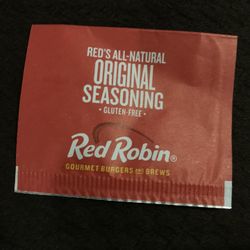 RED'S ALL-NATURAL
ORIGINAL
SEASONING
• GLUTEN-FREE •
Red Robin®
GOURMET BURGERS AND BREWS